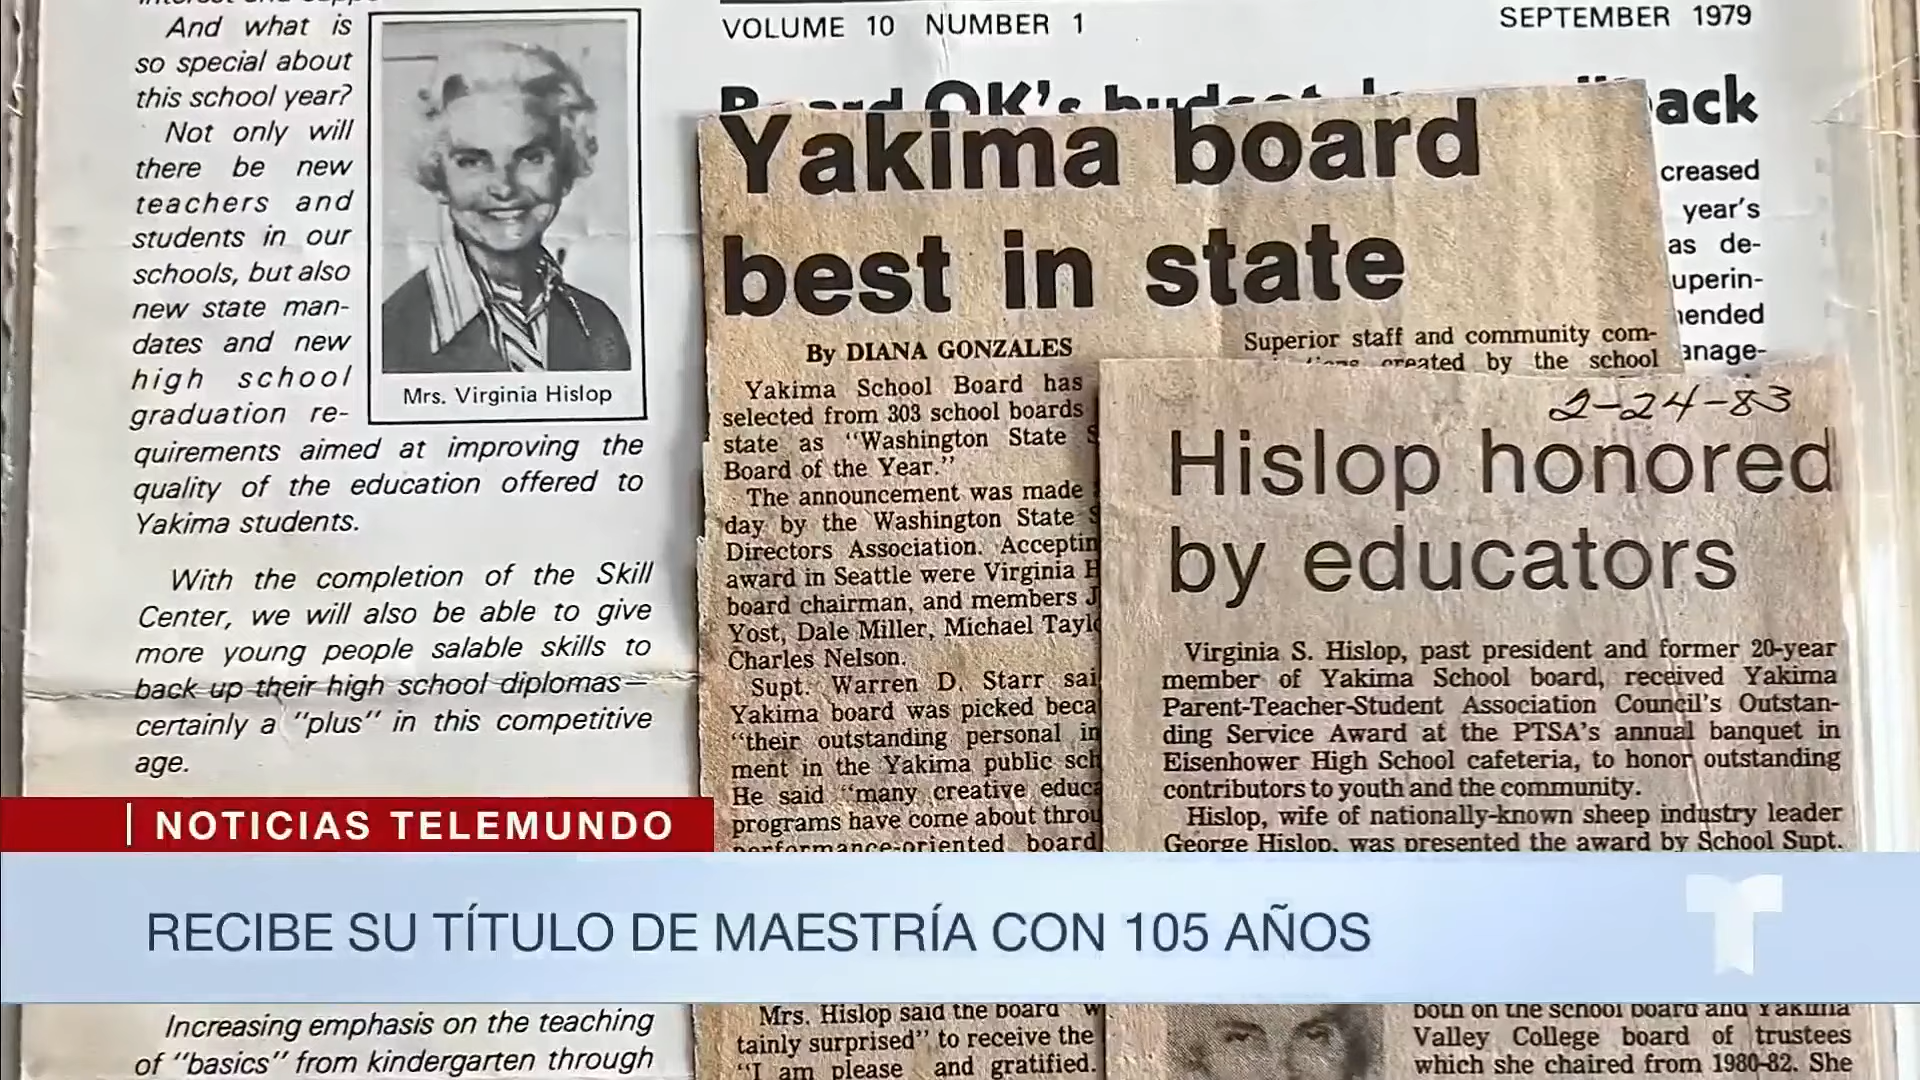 And what is
so special about
this school year?
Not only will
there be new
teachers and
students in our
schools, but also
new state man-
dates and new
high school
graduation re-
quirements aimed at improving the
quality of the education offered to
Yakima students.
With the completion of the Skill
Center, we will also be able to give
more young people salable skills to
back up their high school diplomas—
certainly a "plus" in this competitive
age.
Increasing emphasis on the teaching
of "basics" from kindergarten through
Mrs. Virginia Hislop
VOLUME 10 NUMBER 1
SEPTEMBER 1979
OK's
ack
creased
year's
as de-
uperin-
ended
anage-
Yakima board
best in state
By DIANA GONZALES
Yakima School Board has
selected from 303 school boards
state as "Washington State S
Board of the Year."
The announcement was made
day by the Washington State S
Directors Association. Acceptin
award in Seattle were Virginia H
board chairman, and members J
Yost, Dale Miller, Michael Taylo
Charles Nelson.
Supt. Warren D. Starr sai
Yakima board was picked beca
"their outstanding personal in
ment in the Yakima public sch
He said "many creative educa
programs have come about throu
performance-oriented board
Mrs. Hislop said the board w
tainly surprised" to receive the
"I am please and gratified.
Superior staff and community com-
created by the school
2-24-83
Hislop honored
by educators
Virginia S. Hislop, past president and former 20-year
member of Yakima School board, received Yakima
Parent-Teacher-Student Association Council's Outstan-
ding Service Award at the PTSA's annual banquet in
Eisenhower High School cafeteria, to honor outstanding
contributors to youth and the community.
Hislop, wife of nationally-known sheep industry leader
George Hislop, was presented the award by School Supt.
both on the school board and Yakima
Valley College board of trustees
which she chaired from 1980-82. She
NOTICIAS TELEMUNDO
RECIBE SU TÍTULO DE MAESTRÍA CON 105 AÑOS
T